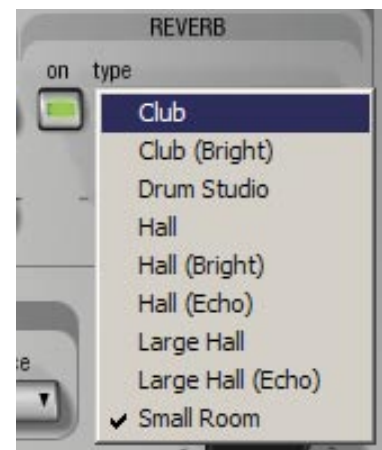 REVERB
on type
Club
Club (Bright)
Drum Studio
Hall
Hall (Bright)
Hall (Echo)
Large Hall
Large Hall (Echo)
Small Room